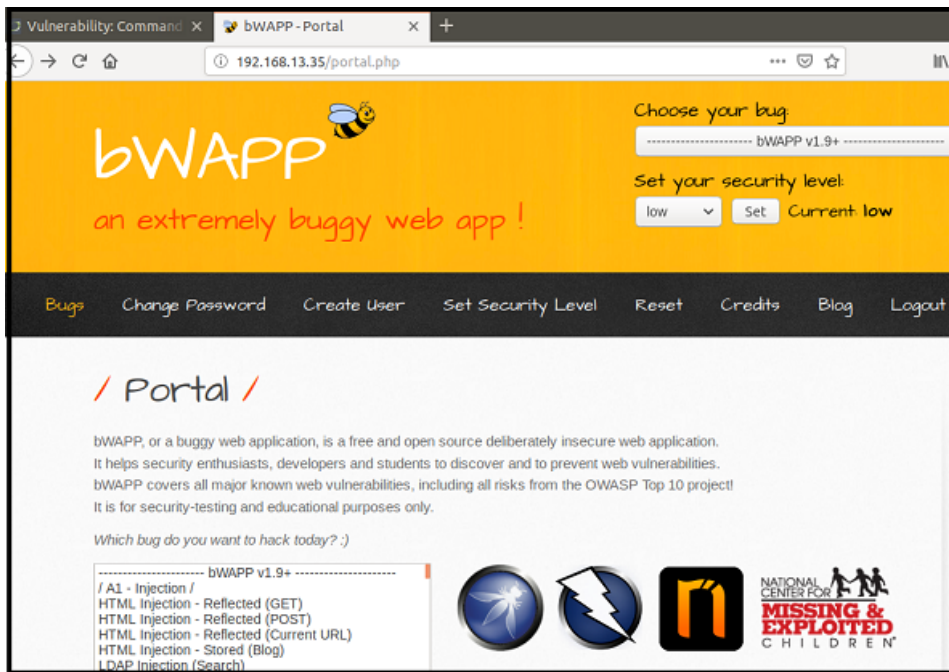 Vulnerability: Command
bWAPP - Portal
192.168.13.35/portal.php
bWAPP
an extremely buggy web app !
Choose your bug:
---------------------- bWAPP v1.9+ ---------------------
Set your security level:
low Set Current: low
Bugs Change Password Create User Set Security Level Reset Credits Blog Logout
/ Portal /
bWAPP, or a buggy web application, is a free and open source deliberately insecure web application.
It helps security enthusiasts, developers and students to discover and to prevent web vulnerabilities.
bWAPP covers all major known web vulnerabilities, including all risks from the OWASP Top 10 project!
It is for security-testing and educational purposes only.
Which bug do you want to hack today? :)
---------------------- bWAPP v1.9+ ---------------------
/ A1 - Injection /
HTML Injection - Reflected (GET)
HTML Injection - Reflected (POST)
HTML Injection - Reflected (Current URL)
HTML Injection - Stored (Blog)
LDAP Injection (Search)
n
NATIONAL
CENTER FOR
MISSING &
EXPLOITED
CHILDREN